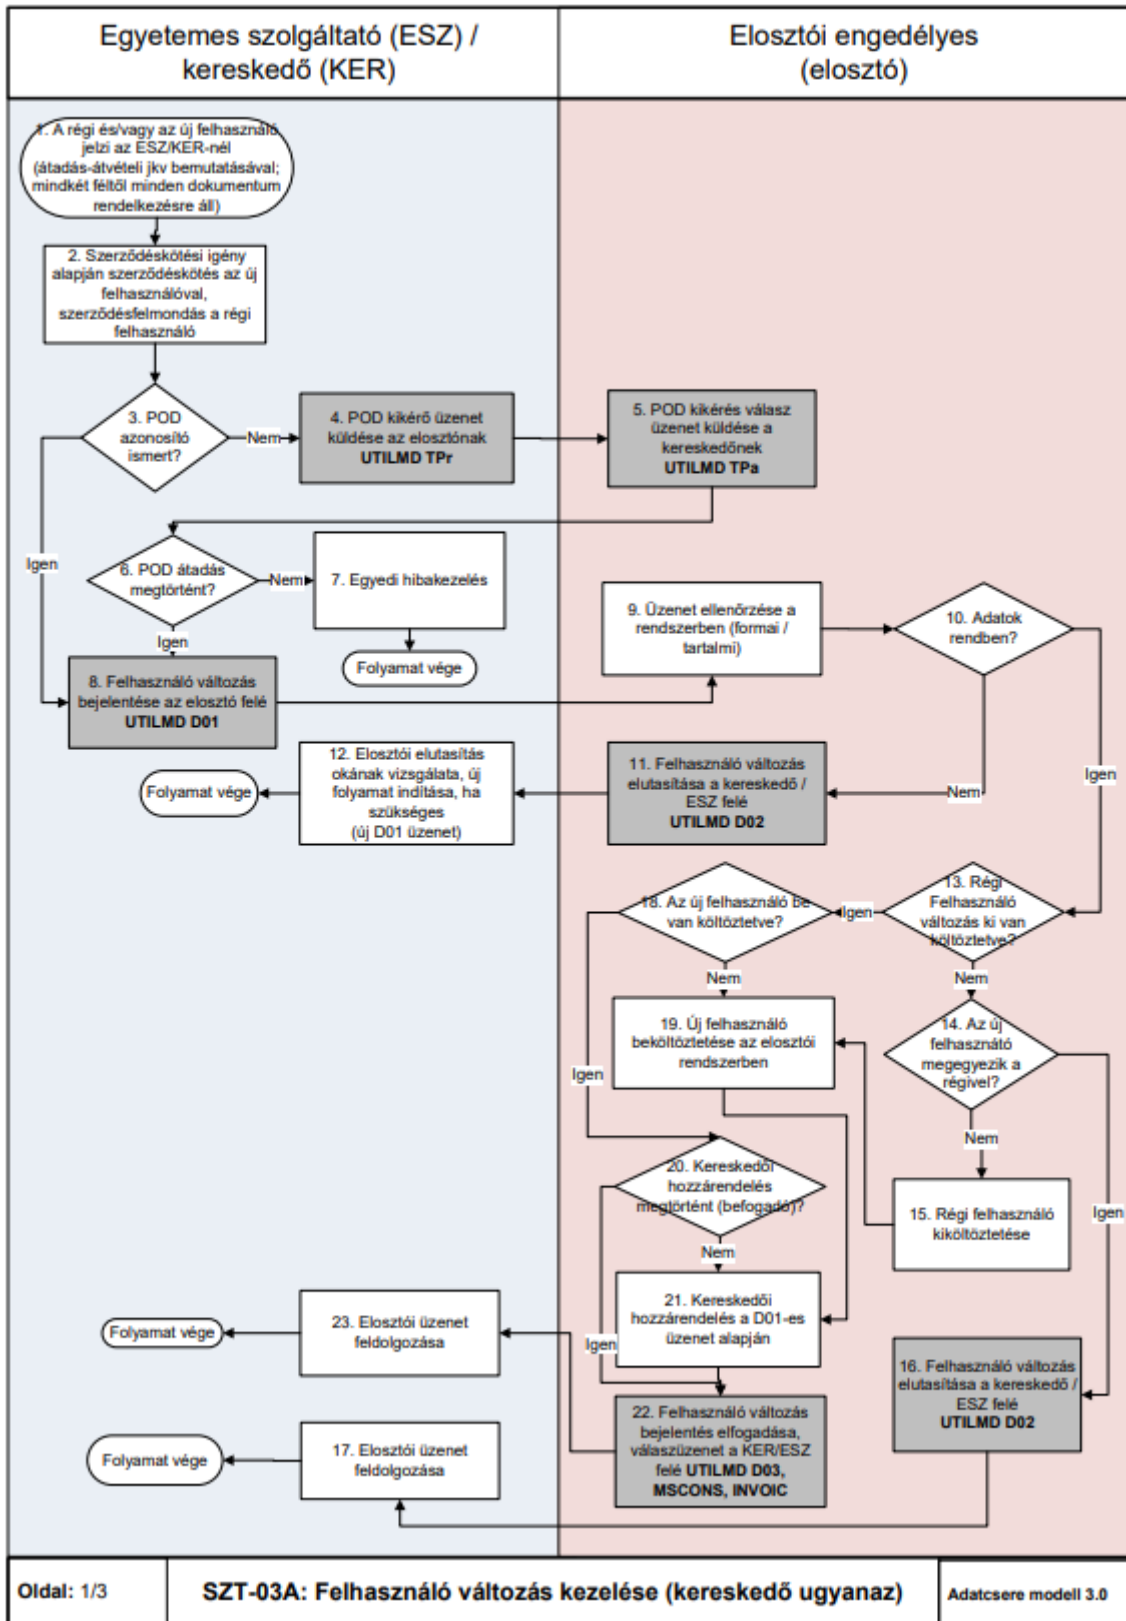 Egyetemes szolgáltató (ESZ) /
kereskedő (KER)
Elosztói engedélyes
(elosztó)
1. A régi és/vagy az új felhasználó
jelzi az ESZ/KER-nél
(átadás-átvételi jkv bemutatásával;
mindkét féltől minden dokumentum
rendelkezésre áll)
2. Szerződéskötési igény
alapján szerződéskötés az új
felhasználóval,
szerződésfelmondás a régi
felhasználó
3. POD
azonosító
ismert?
Nem
4. POD kikérő üzenet
küldése az elosztónak
UTILMD TPr
5. POD kikérés válasz
üzenet küldése a
kereskedőnek
UTILMD TPa
Igen
6. POD átadás
megtörtént?
Nem
7. Egyedi hibakezelés
Igen
Folyamat vége
8. Felhasználó változás
bejelentése az elosztó felé
UTILMD D01
9. Üzenet ellenőrzése a
rendszerben (formai /
tartalmi)
10. Adatok
rendben?
Igen
Nem
11. Felhasználó változás
elutasítása a kereskedő /
ESZ felé
UTILMD D02
12. Elosztói elutasítás
okának vizsgálata, új
folyamat indítása, ha
szükséges
(új D01 üzenet)
Folyamat vége
13. Régi
Felhasználó
változás ki van
költöztetve?
Igen
18. Az új felhasználó be
van költöztetve?
Nem
Nem
14. Az új
felhasználó
megegyezik a
régivel?
19. Új felhasználó
beköltöztetése az elosztói
rendszerben
Igen
Nem
15. Régi felhasználó
kiköltöztetése
Igen
20. Kereskedői
hozzárendelés
megtörtént (befogadó)?
Nem
21. Kereskedői
hozzárendelés a D01-es
üzenet alapján
Igen
16. Felhasználó változás
elutasítása a kereskedő /
ESZ felé
UTILMD D02
22. Felhasználó változás
bejelentés elfogadása,
válaszüzenet a KER/ESZ
felé UTILMD D03,
MSCONS, INVOIC
23. Elosztói üzenet
feldolgozása
Folyamat vége
17. Elosztói üzenet
feldolgozása
Folyamat vége
Oldal: 1/3
SZT-03A: Felhasználó változás kezelése (kereskedő ugyanaz)
Adatcsere modell 3.0